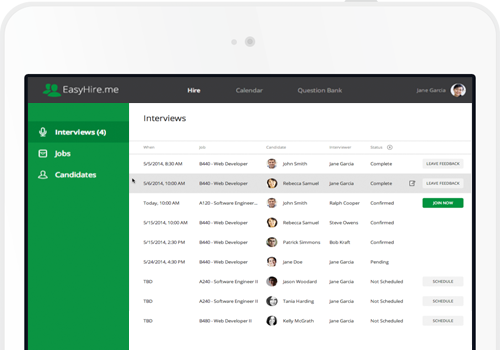 EasyHire.me Hire Calendar Question Bank Jane Garcia
Interviews (4)
Jobs
Candidates
Interviews
When Job Candidate Interviewer Status
5/5/2014, 8:30 AM B440 - Web Developer John Smith Jane Garcia Complete LEAVE FEEDBACK
5/6/2014, 10:00 AM B440 - Web Developer Rebecca Samuel Jane Garcia Complete LEAVE FEEDBACK
Today, 10:00 AM A120 - Software Engineer... John Smith Ralph Cooper Confirmed JOIN NOW
5/15/2014, 10:00 AM B440 - Web Developer Rebecca Samuel Steve Owens Confirmed
5/15/2014, 2:30 PM B440 - Web Developer Patrick Simmons Bob Kraft Confirmed
5/24/2014, 4:30 PM B440 - Web Developer Jane Doe Jane Garcia Pending
TBD A240 - Software Engineer II Jason Woodard Jane Garcia Not Scheduled SCHEDULE
TBD A240 - Software Engineer II Tania Harding Jane Garcia Not Scheduled SCHEDULE
TBD B480 - Web Developer II Kelly McGrath Jane Garcia Not Scheduled SCHEDULE